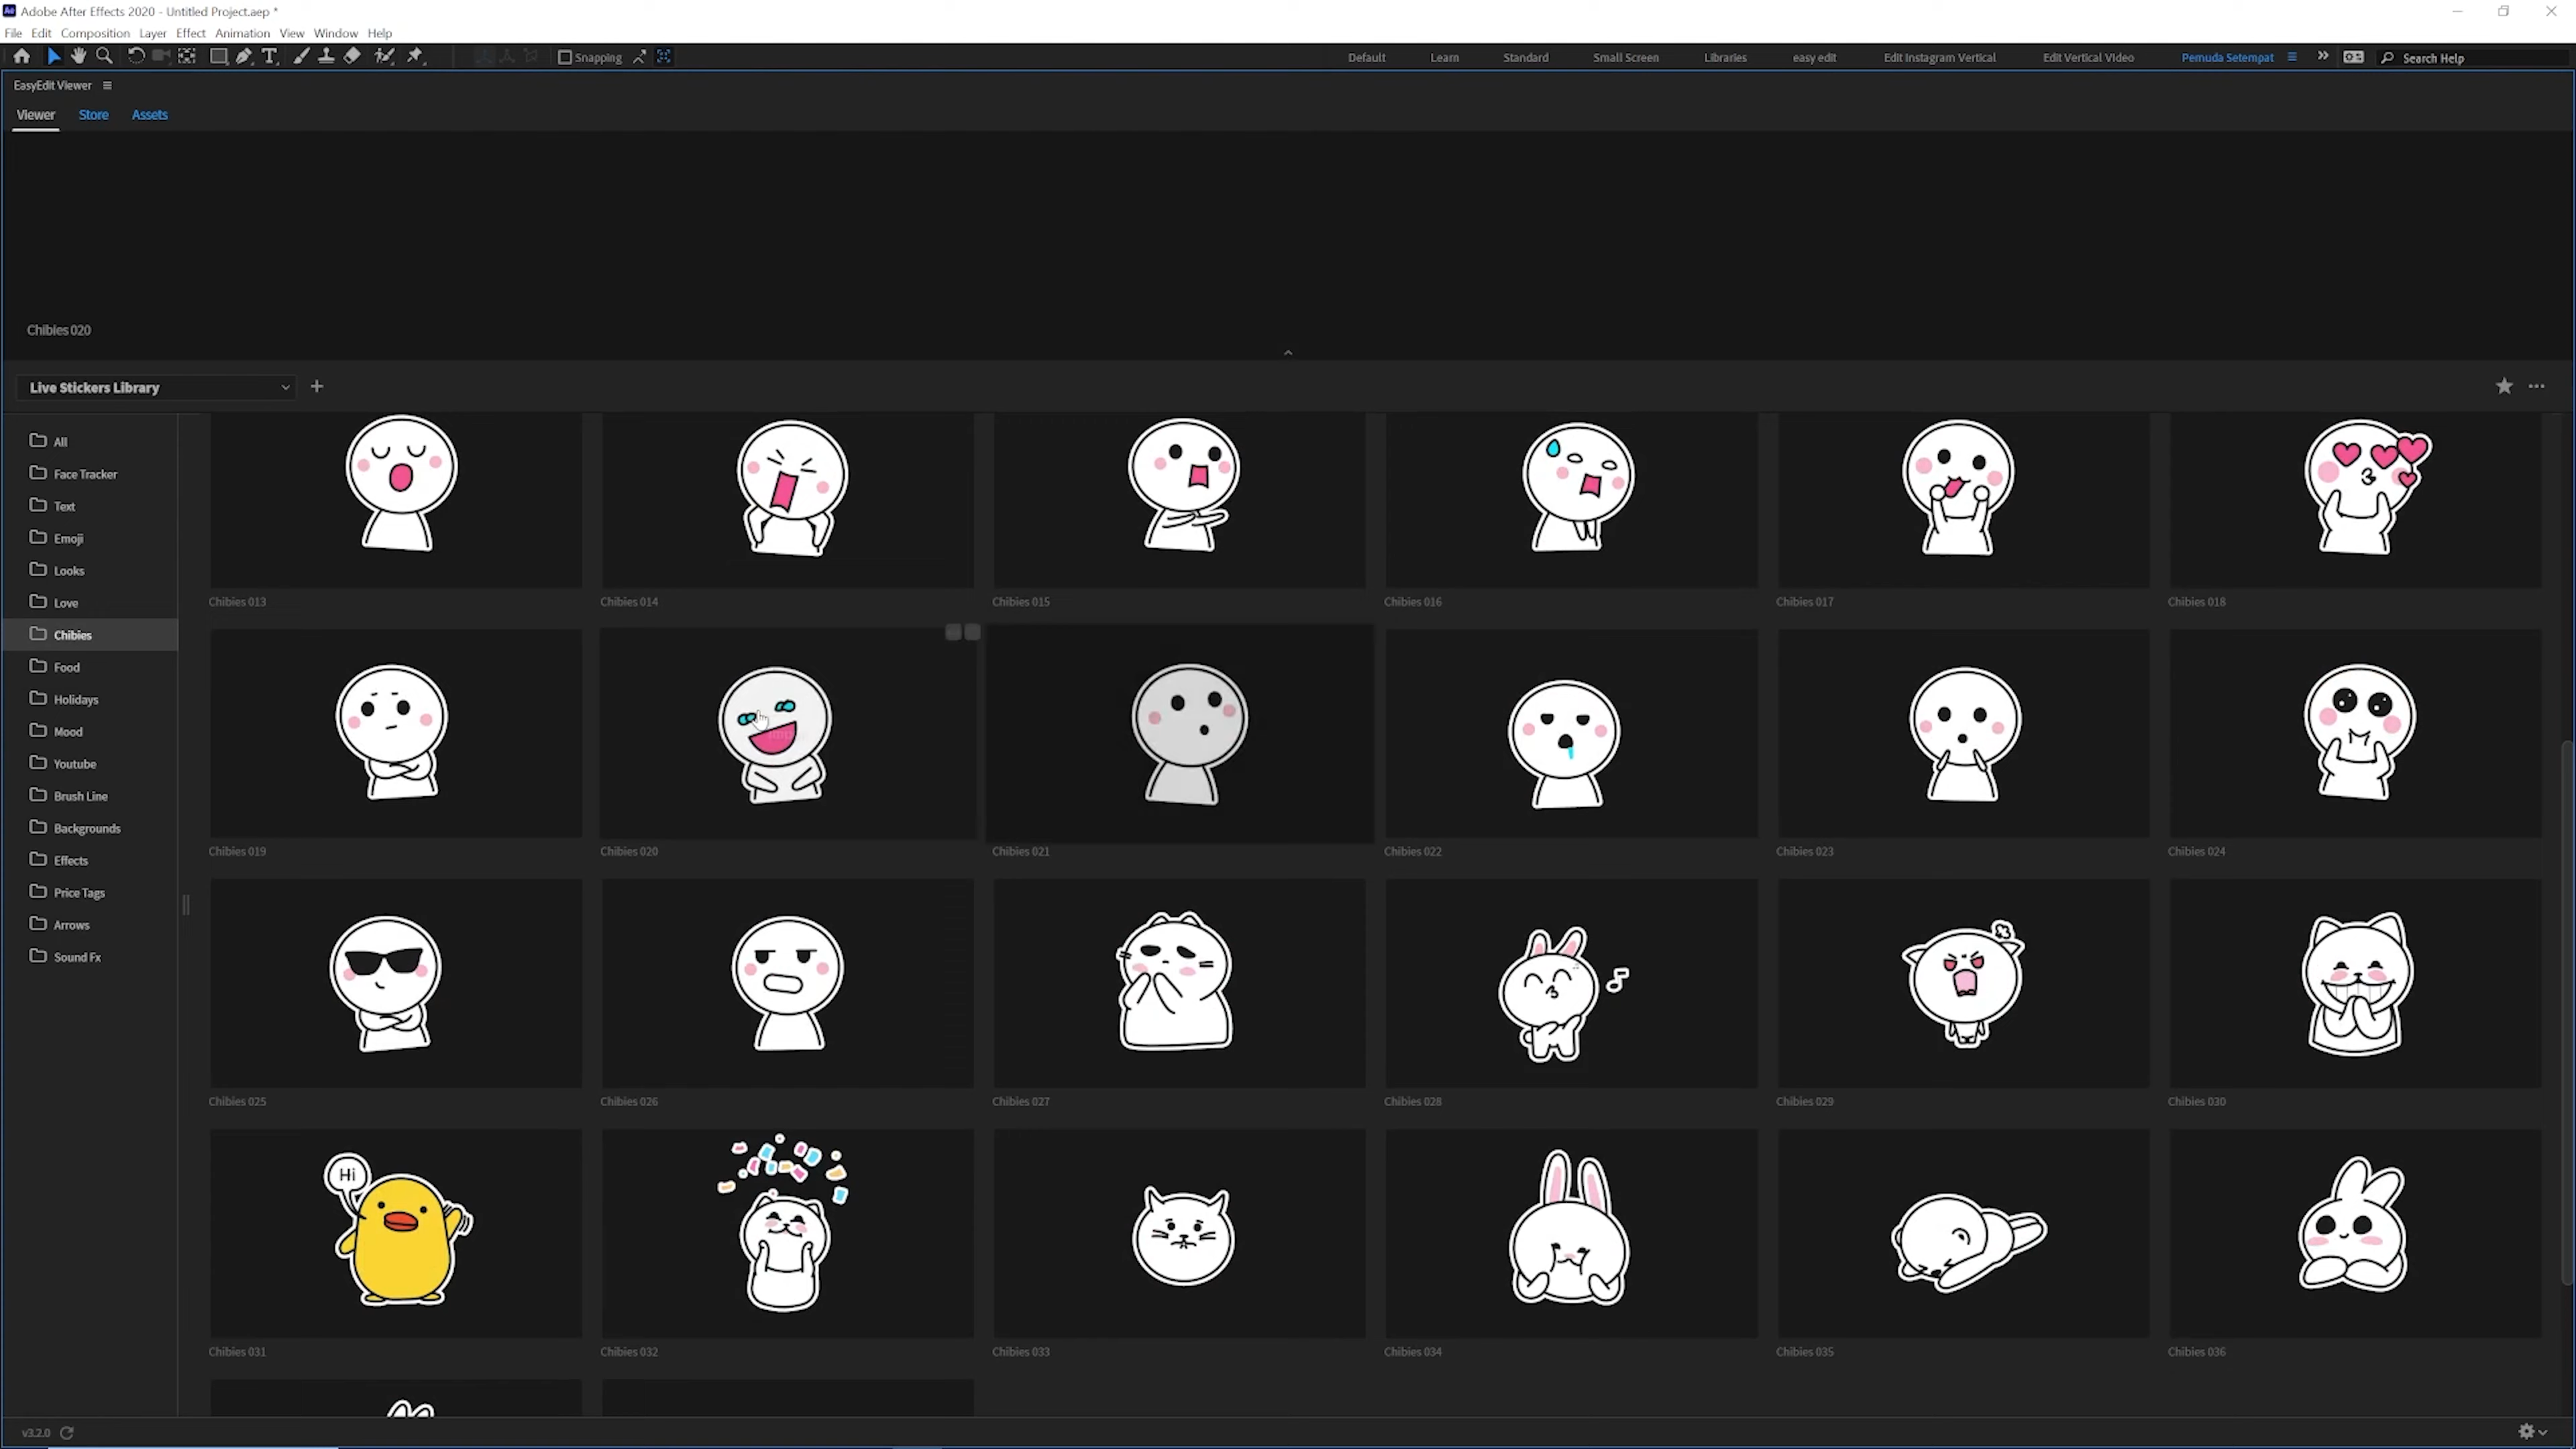 Adobe After Effects 2020 - Untitled Project.aep *
File Edit Composition Layer Effect Animation View Window Help
Snapping Default Learn Standard Small Screen Libraries easy edit Edit Instagram Vertical Edit Vertical VIdeo Pemuda Setempat Search Help
EasyEdit Viewer
Viewer Store Assets
Chibies 020
Live Stickers Library
All
Face Tracker
Text
Emoji
Looks
Love
Chibies
Food
Holidays
Mood
Youtube
Brush Line
Backgrounds
Effects
Price Tags
Arrows
Sound Fx
Chibies 013 Chibies 014 Chibies 015 Chibies 016 Chibies 017 Chibies 018
Chibies 019 Chibies 020 Chibies 021 Chibies 022 Chibies 023 Chibies 024
Chibies 025 Chibies 026 Chibies 027 Chibies 028 Chibies 029 Chibies 030
Hi
Chibies 031 Chibies 032 Chibies 033 Chibies 034 Chibies 035 Chibies 036
v3.2.0